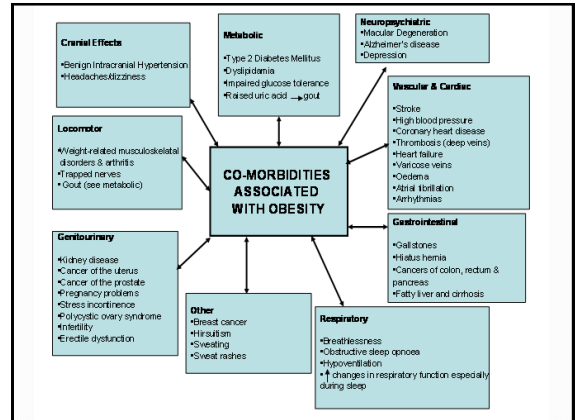 Cranial Effects
•Benign Intracranial Hypertension
•Headaches/dizziness
Metabolic
•Type 2 Diabetes Mellitus
•Dyslipidamia
•Impaired glucose tolerance
•Raised uric acid → gout
Neuropsychiatric
•Macular Degeneration
•Alzheimer's disease
•Depression
Vascular & Cardiac
•Stroke
•High blood pressure
•Coronary heart disease
•Thrombosis (deep veins)
•Heart failure
•Varicose veins
•Oedema
•Atrial fibrillation
•Arrhythmias
Locomotor
•Weight-related musculoskeletal
disorders & arthritis
•Trapped nerves
•Gout (see metabolic)
CO-MORBIDITIES
ASSOCIATED
WITH OBESITY
Gastrointestinal
•Gallstones
•Hiatus hernia
•Cancers of colon, rectum &
pancreas
•Fatty liver and cirrhosis
Genitourinary
•Kidney disease
•Cancer of the uterus
•Cancer of the prostate
•Pregnancy problems
•Stress incontinence
•Polycystic ovary syndrome
•Infertility
•Erectile dysfunction
Other
•Breast cancer
•Hirsuitism
•Sweating
•Sweat rashes
Respiratory
•Breathlessness
•Obstructive sleep opnoea
•Hypoventilation
•↑ changes in respiratory function especially
during sleep